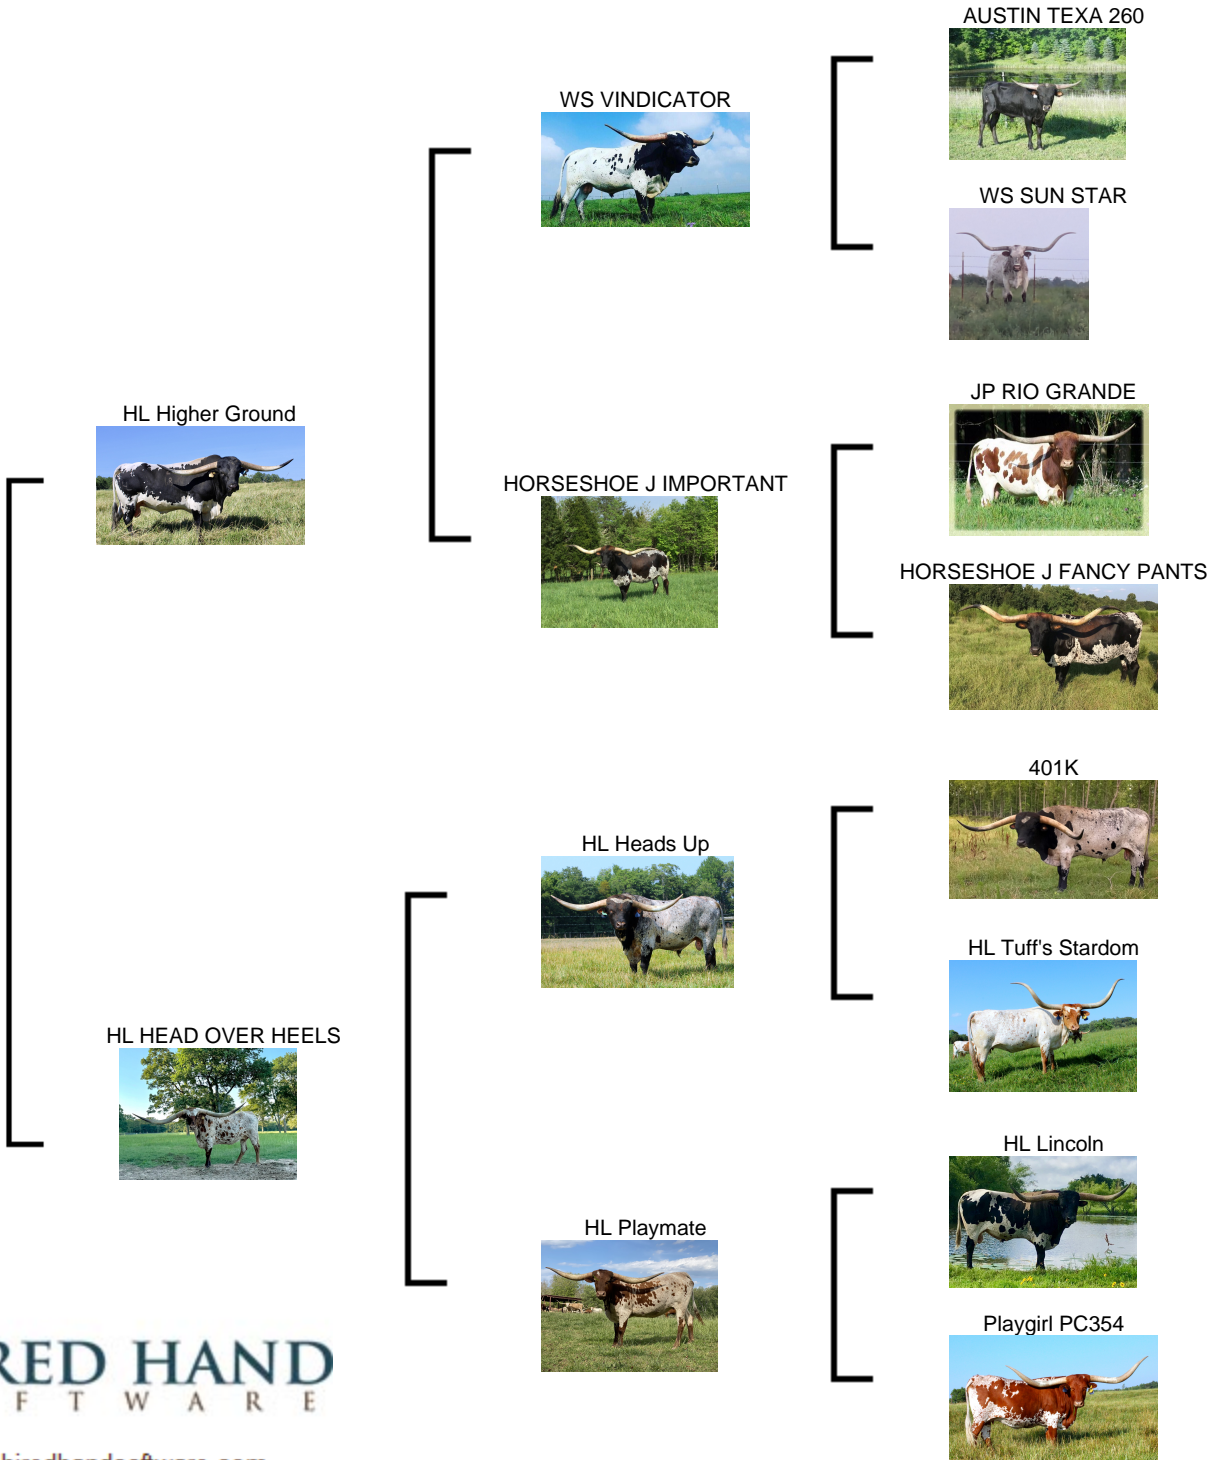 AUSTIN TEXA 260
WS VINDICATOR
WS SUN STAR
JP RIO GRANDE
HL Higher Ground
HORSESHOE J IMPORTANT
HORSESHOE J FANCY PANTS
401K
HL Heads Up
HL Tuff's Stardom
HL HEAD OVER HEELS
HL Lincoln
HL Playmate
Playgirl PC354
RED HAND
F T W A R E